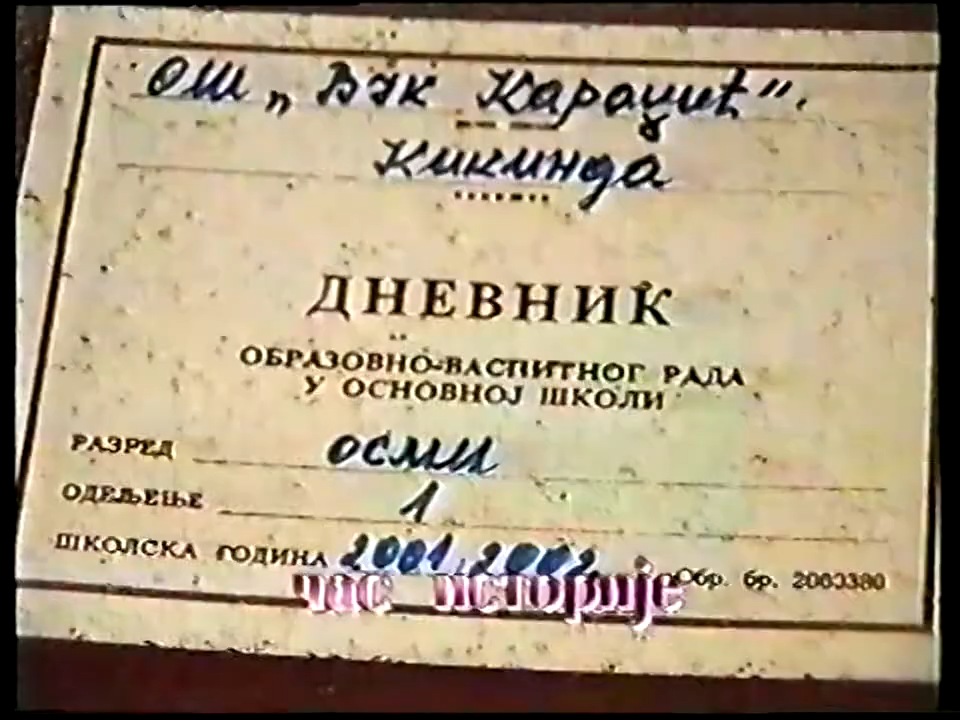 ОШ „Вук Караџић".
Кикинда
ДНЕВНИК
ОБРАЗОВНО-ВАСПИТНОГ РАДА
У ОСНОВНОЈ ШКОЛИ
РАЗРЕД осми
ОДЕЉЕЊЕ 1
ШКОЛСКА ГОДИНА 2001/2002 Обр. бр. 2060380
час историје